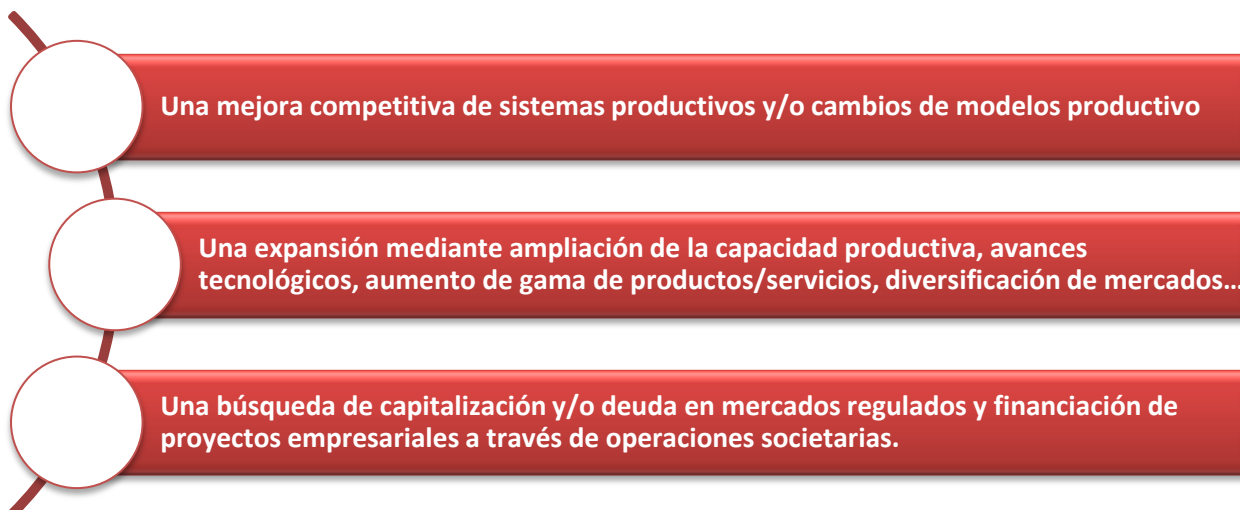 Una mejora competitiva de sistemas productivos y/o cambios de modelos productivo
Una expansión mediante ampliación de la capacidad productiva, avances
tecnológicos, aumento de gama de productos/servicios, diversificación de mercados…
Una búsqueda de capitalización y/o deuda en mercados regulados y financiación de
proyectos empresariales a través de operaciones societarias.